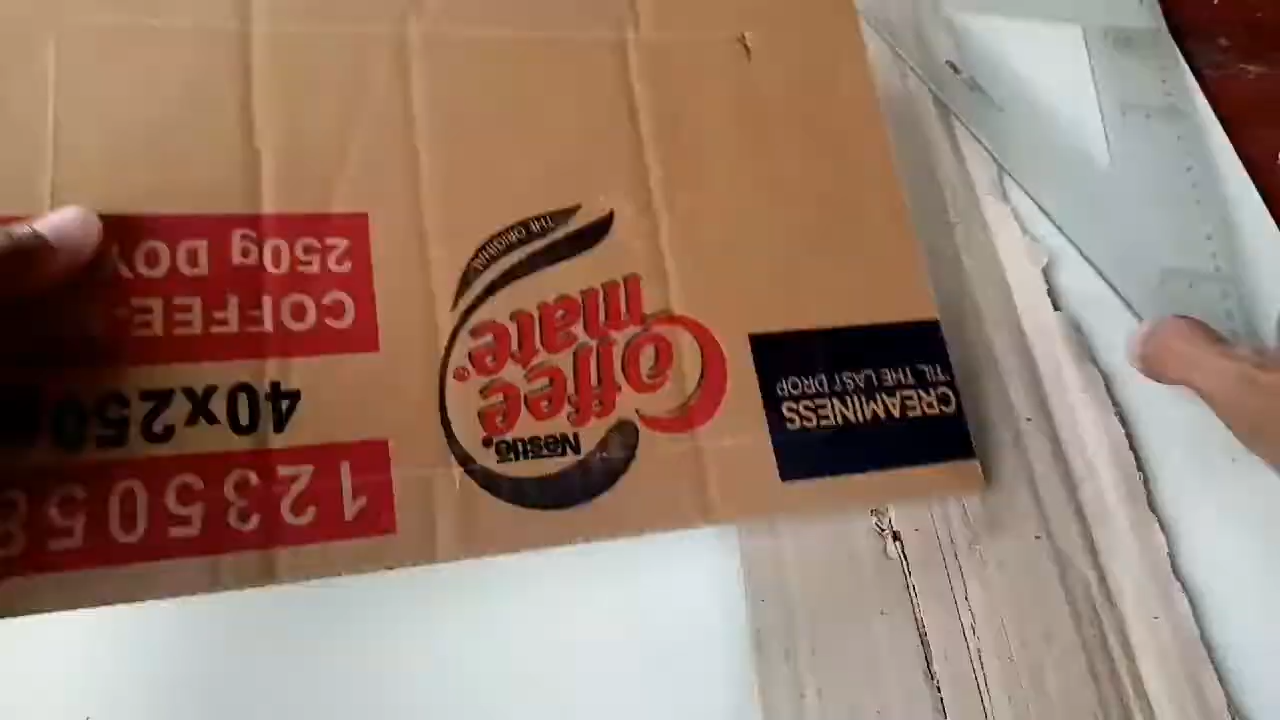 1235058
40x250
COFFEE-
250g DOY
Nestlé
Coffee
mate
THE ORIGINAL
CREAMINESS
'TIL THE LAST DROP